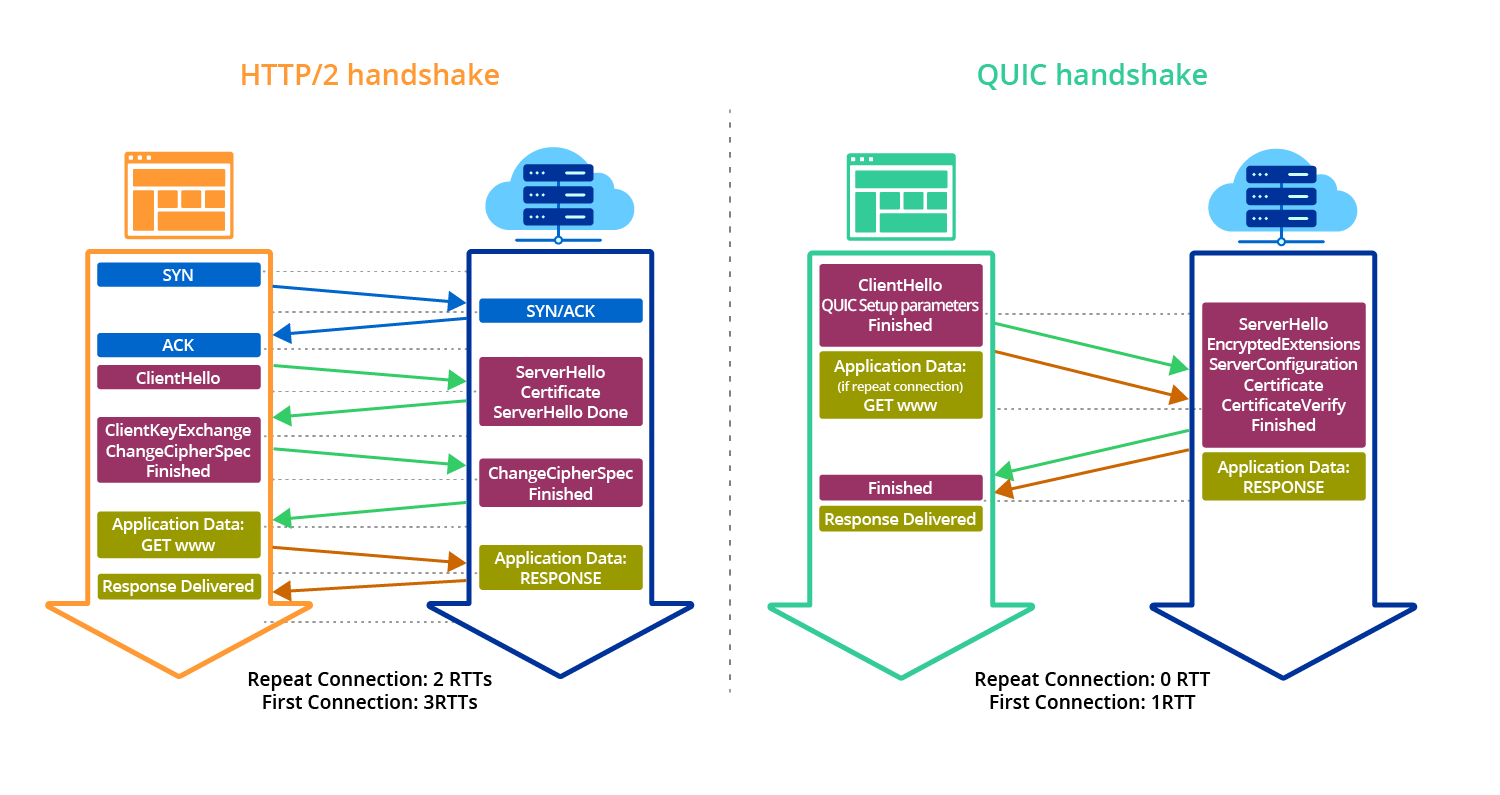 HTTP/2 handshake
SYN
SYN/ACK
ACK
ClientHello
ServerHello
Certificate
ServerHello Done
ClientKeyExchange
ChangeCipherSpec
Finished
ChangeCipherSpec
Finished
Application Data:
GET www
Application Data:
RESPONSE
Response Delivered
Repeat Connection: 2 RTTs
First Connection: 3RTTs
QUIC handshake
ClientHello
QUIC Setup parameters
Finished
Application Data:
(if repeat connection)
GET www
ServerHello
EncryptedExtensions
ServerConfiguration
Certificate
CertificateVerify
Finished
Application Data:
RESPONSE
Finished
Response Delivered
Repeat Connection: 0 RTT
First Connection: 1RTT